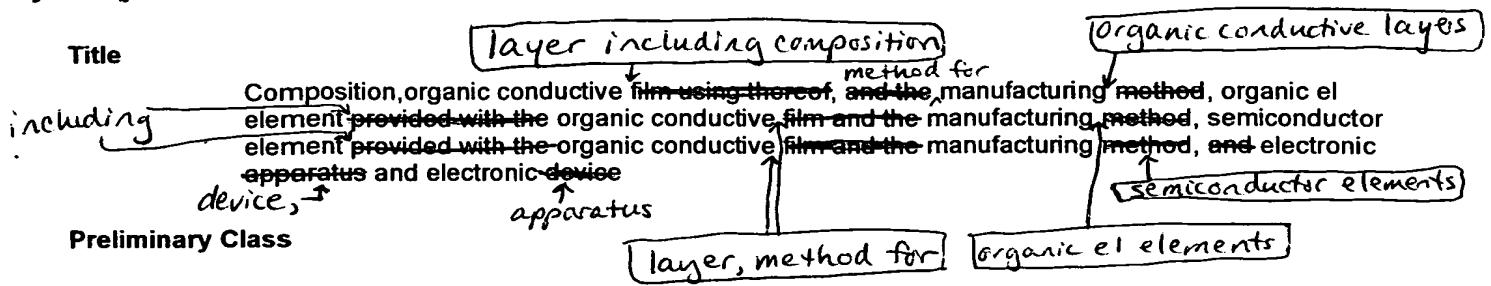 Title
layer including composition
organic conductive layers
method for
Composition,organic conductive film using thereof, and the manufacturing method, organic el
including
element provided with the organic conductive film and the manufacturing method, semiconductor
element provided with the organic conductive film and the manufacturing method, and electronic
apparatus and electronic device
device,
apparatus
semiconductor elements
Preliminary Class
layer, method for
organic el elements